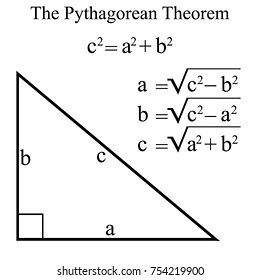 The Pythagorean Theorem
c²=a²+b²
a =√c²−b²
b =√c²−a²
c =√a²+b²
b
c
a
shutterstock.com · 754219900